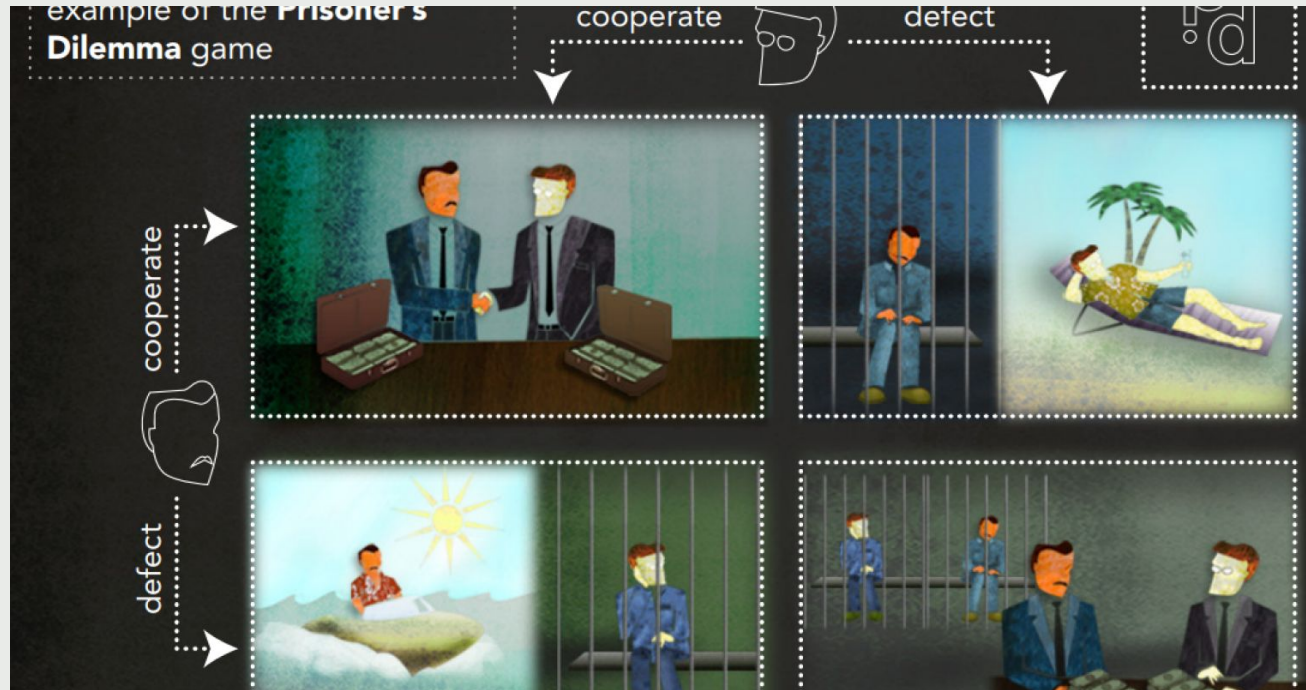 example of the Prisoner's
Dilemma game
cooperate
defect
cooperate
defect